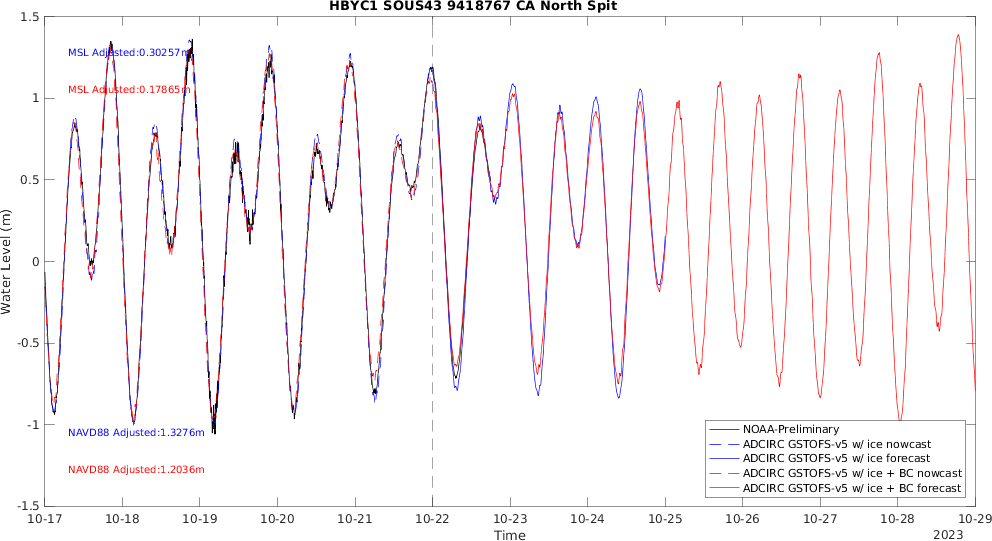 HBYC1 SOUS43 9418767 CA North Spit
1.5
MSL Adjusted:0.30257m
1
MSL Adjusted:0.17865m
0.5
0
Water Level (m)
-0.5
-1
NAVD88 Adjusted:1.3276m
NAVD88 Adjusted:1.2036m
-1.5
NOAA-Preliminary
ADCIRC GSTOFS-v5 w/ ice nowcast
ADCIRC GSTOFS-v5 w/ ice forecast
ADCIRC GSTOFS-v5 w/ ice + BC nowcast
ADCIRC GSTOFS-v5 w/ ice + BC forecast
10-17 10-18 10-19 10-20 10-21 10-22 10-23 10-24 10-25 10-26 10-27 10-28 10-29
Time
2023